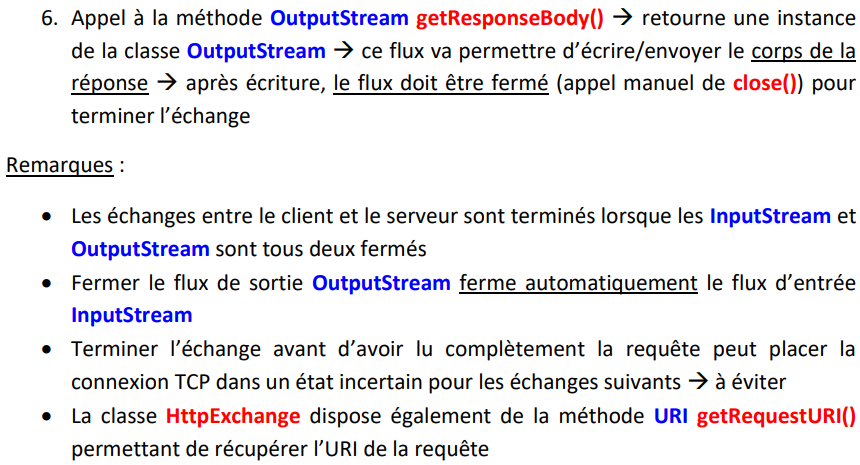 6. Appel à la méthode OutputStream getResponseBody() → retourne une instance
de la classe OutputStream → ce flux va permettre d’écrire/envoyer le corps de la
réponse → après écriture, le flux doit être fermé (appel manuel de close()) pour
terminer l’échange
Remarques :
• Les échanges entre le client et le serveur sont terminés lorsque les InputStream et
OutputStream sont tous deux fermés
• Fermer le flux de sortie OutputStream ferme automatiquement le flux d’entrée
InputStream
• Terminer l’échange avant d’avoir lu complètement la requête peut placer la
connexion TCP dans un état incertain pour les échanges suivants → à éviter
• La classe HttpExchange dispose également de la méthode URI getRequestURI()
permettant de récupérer l’URI de la requête